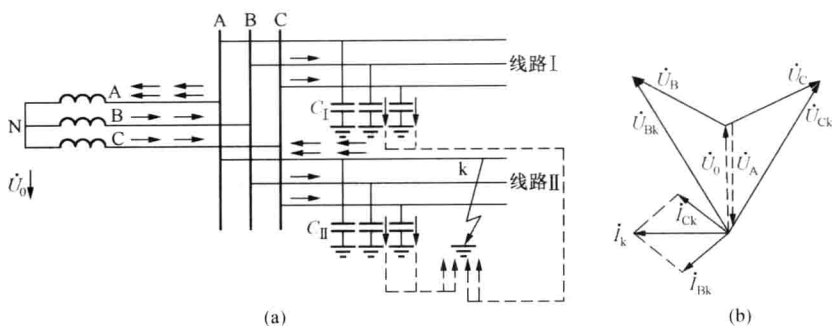 A B C
线路Ⅰ
A
B
C
N
U̇₀
C_Ⅰ
k
线路Ⅱ
C_Ⅱ
(a)
U̇_B
U̇_C
U̇_Bk
U̇_Ck
U̇₀
U̇_A
İ_Ck
İ_k
İ_Bk
(b)